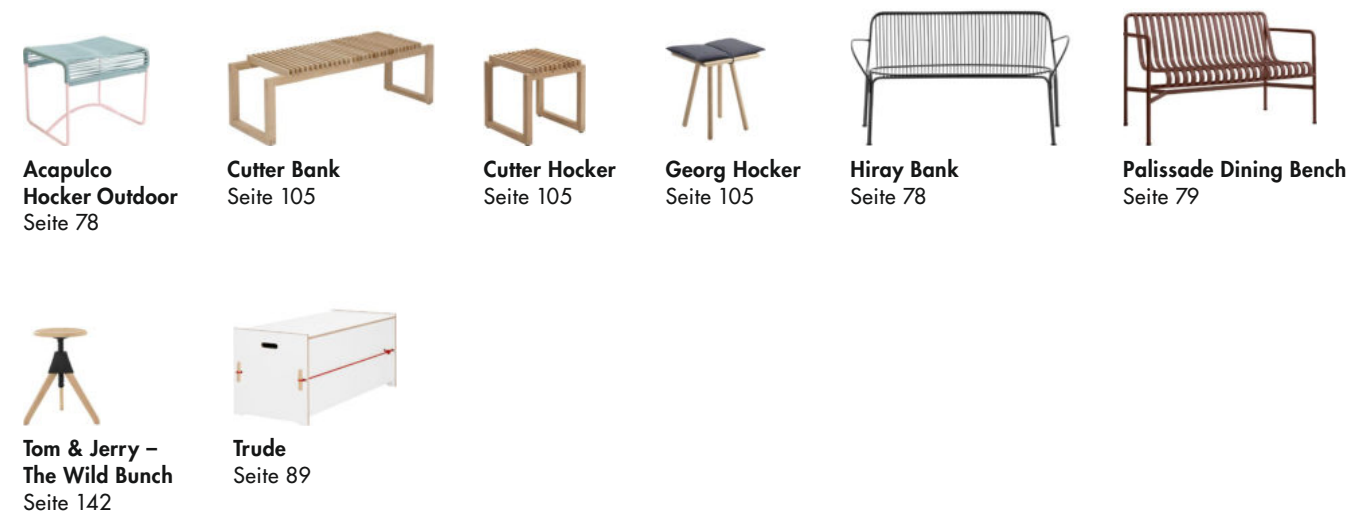 Acapulco
Hocker Outdoor
Seite 78
Cutter Bank
Seite 105
Cutter Hocker
Seite 105
Georg Hocker
Seite 105
Hiray Bank
Seite 78
Palissade Dining Bench
Seite 79
Tom & Jerry –
The Wild Bunch
Seite 142
Trude
Seite 89